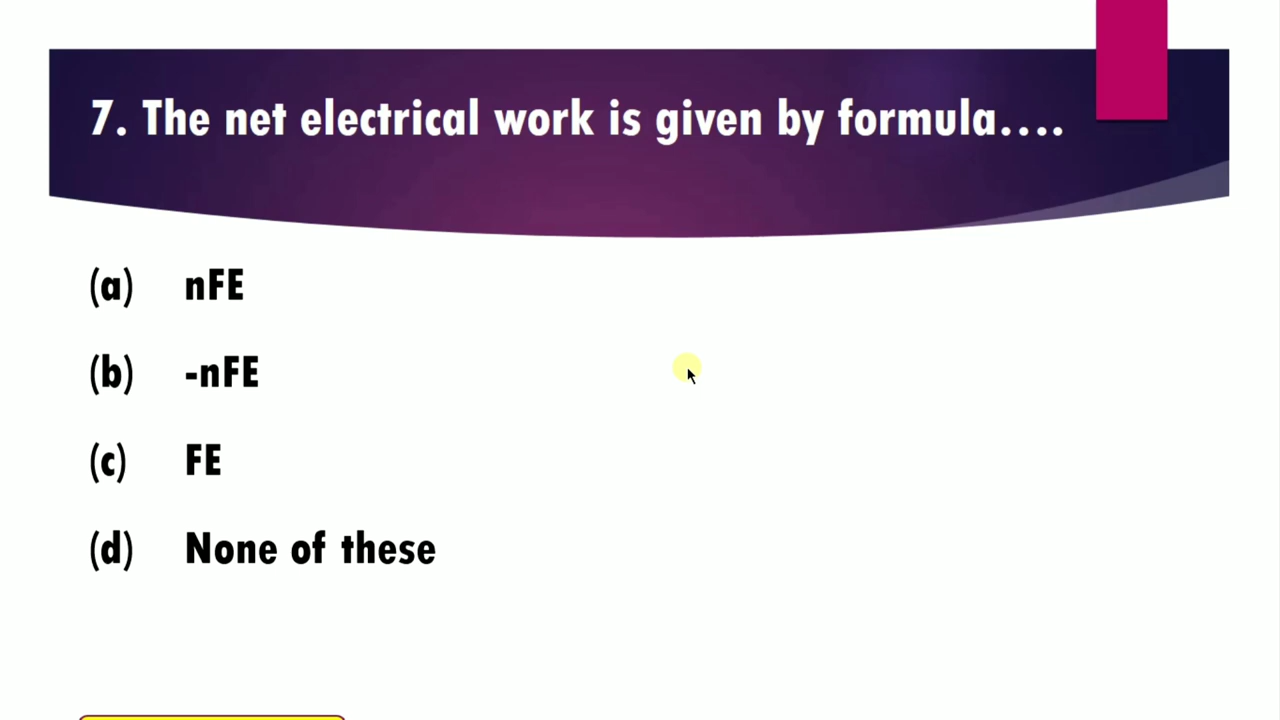 7. The net electrical work is given by formula....
(a) nFE
(b) -nFE
(c) FE
(d) None of these